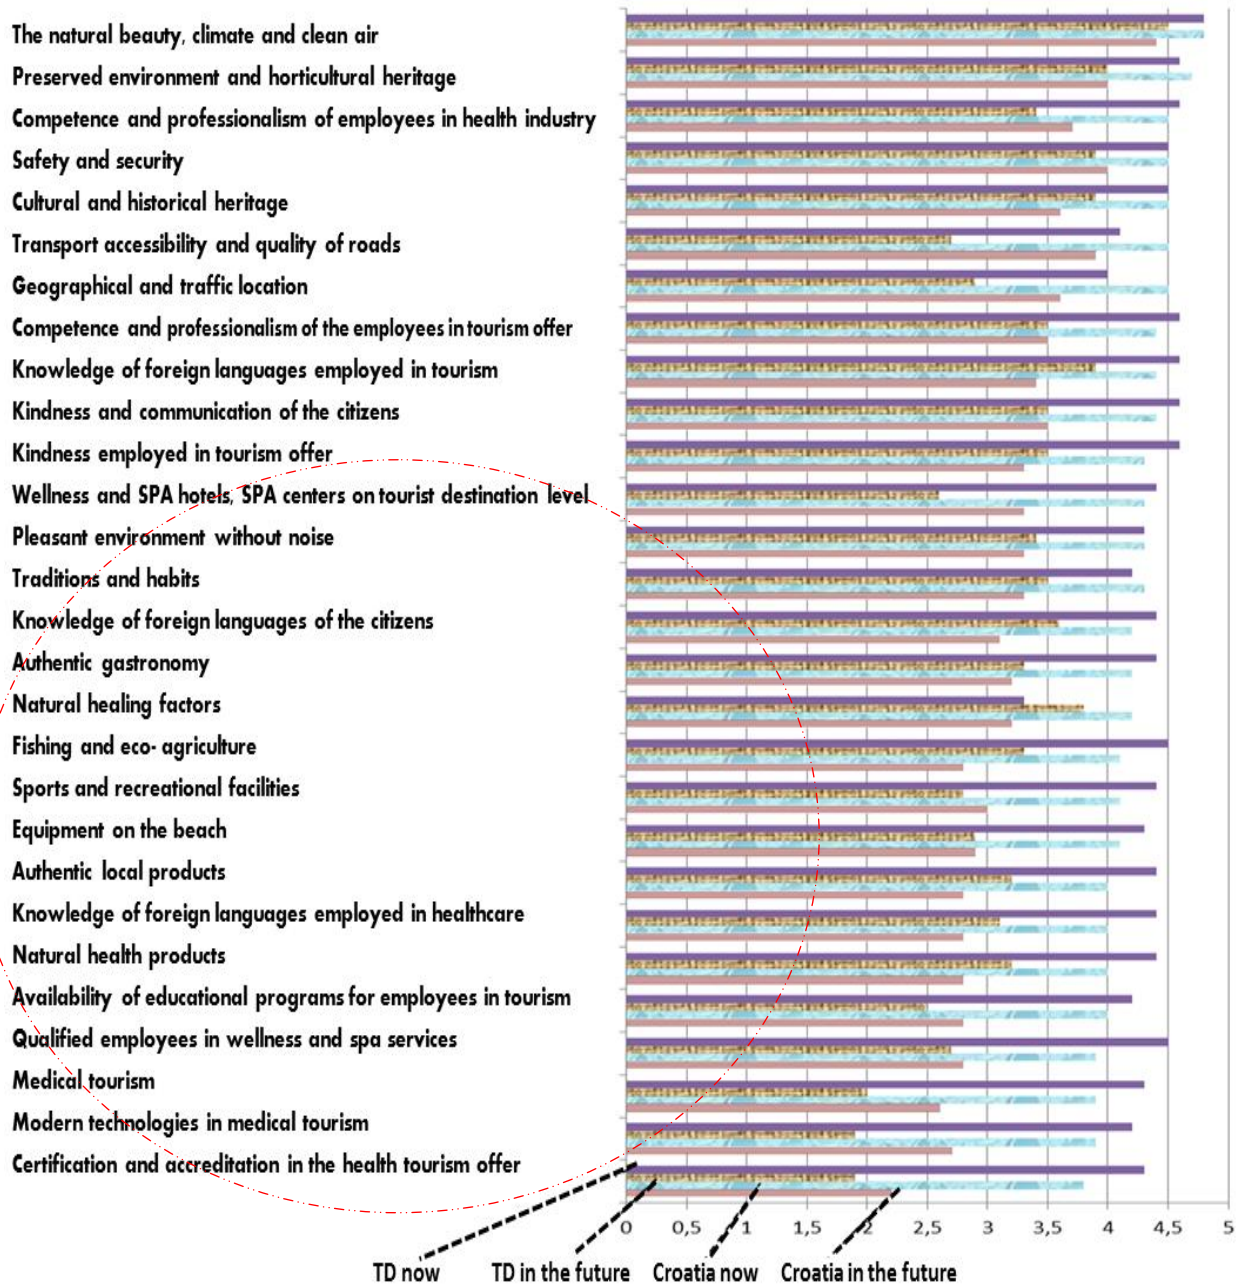 The natural beauty, climate and clean air
Preserved environment and horticultural heritage
Competence and professionalism of employees in health industry
Safety and security
Cultural and historical heritage
Transport accessibility and quality of roads
Geographical and traffic location
Competence and professionalism of the employees in tourism offer
Knowledge of foreign languages employed in tourism
Kindness and communication of the citizens
Kindness employed in tourism offer
Wellness and SPA hotels, SPA centers on tourist destination level
Pleasant environment without noise
Traditions and habits
Knowledge of foreign languages of the citizens
Authentic gastronomy
Natural healing factors
Fishing and eco- agriculture
Sports and recreational facilities
Equipment on the beach
Authentic local products
Knowledge of foreign languages employed in healthcare
Natural health products
Availability of educational programs for employees in tourism
Qualified employees in wellness and spa services
Medical tourism
Modern technologies in medical tourism
Certification and accreditation in the health tourism offer
0 0,5 1 1,5 2 2,5 3 3,5 4 4,5 5
TD now TD in the future Croatia now Croatia in the future